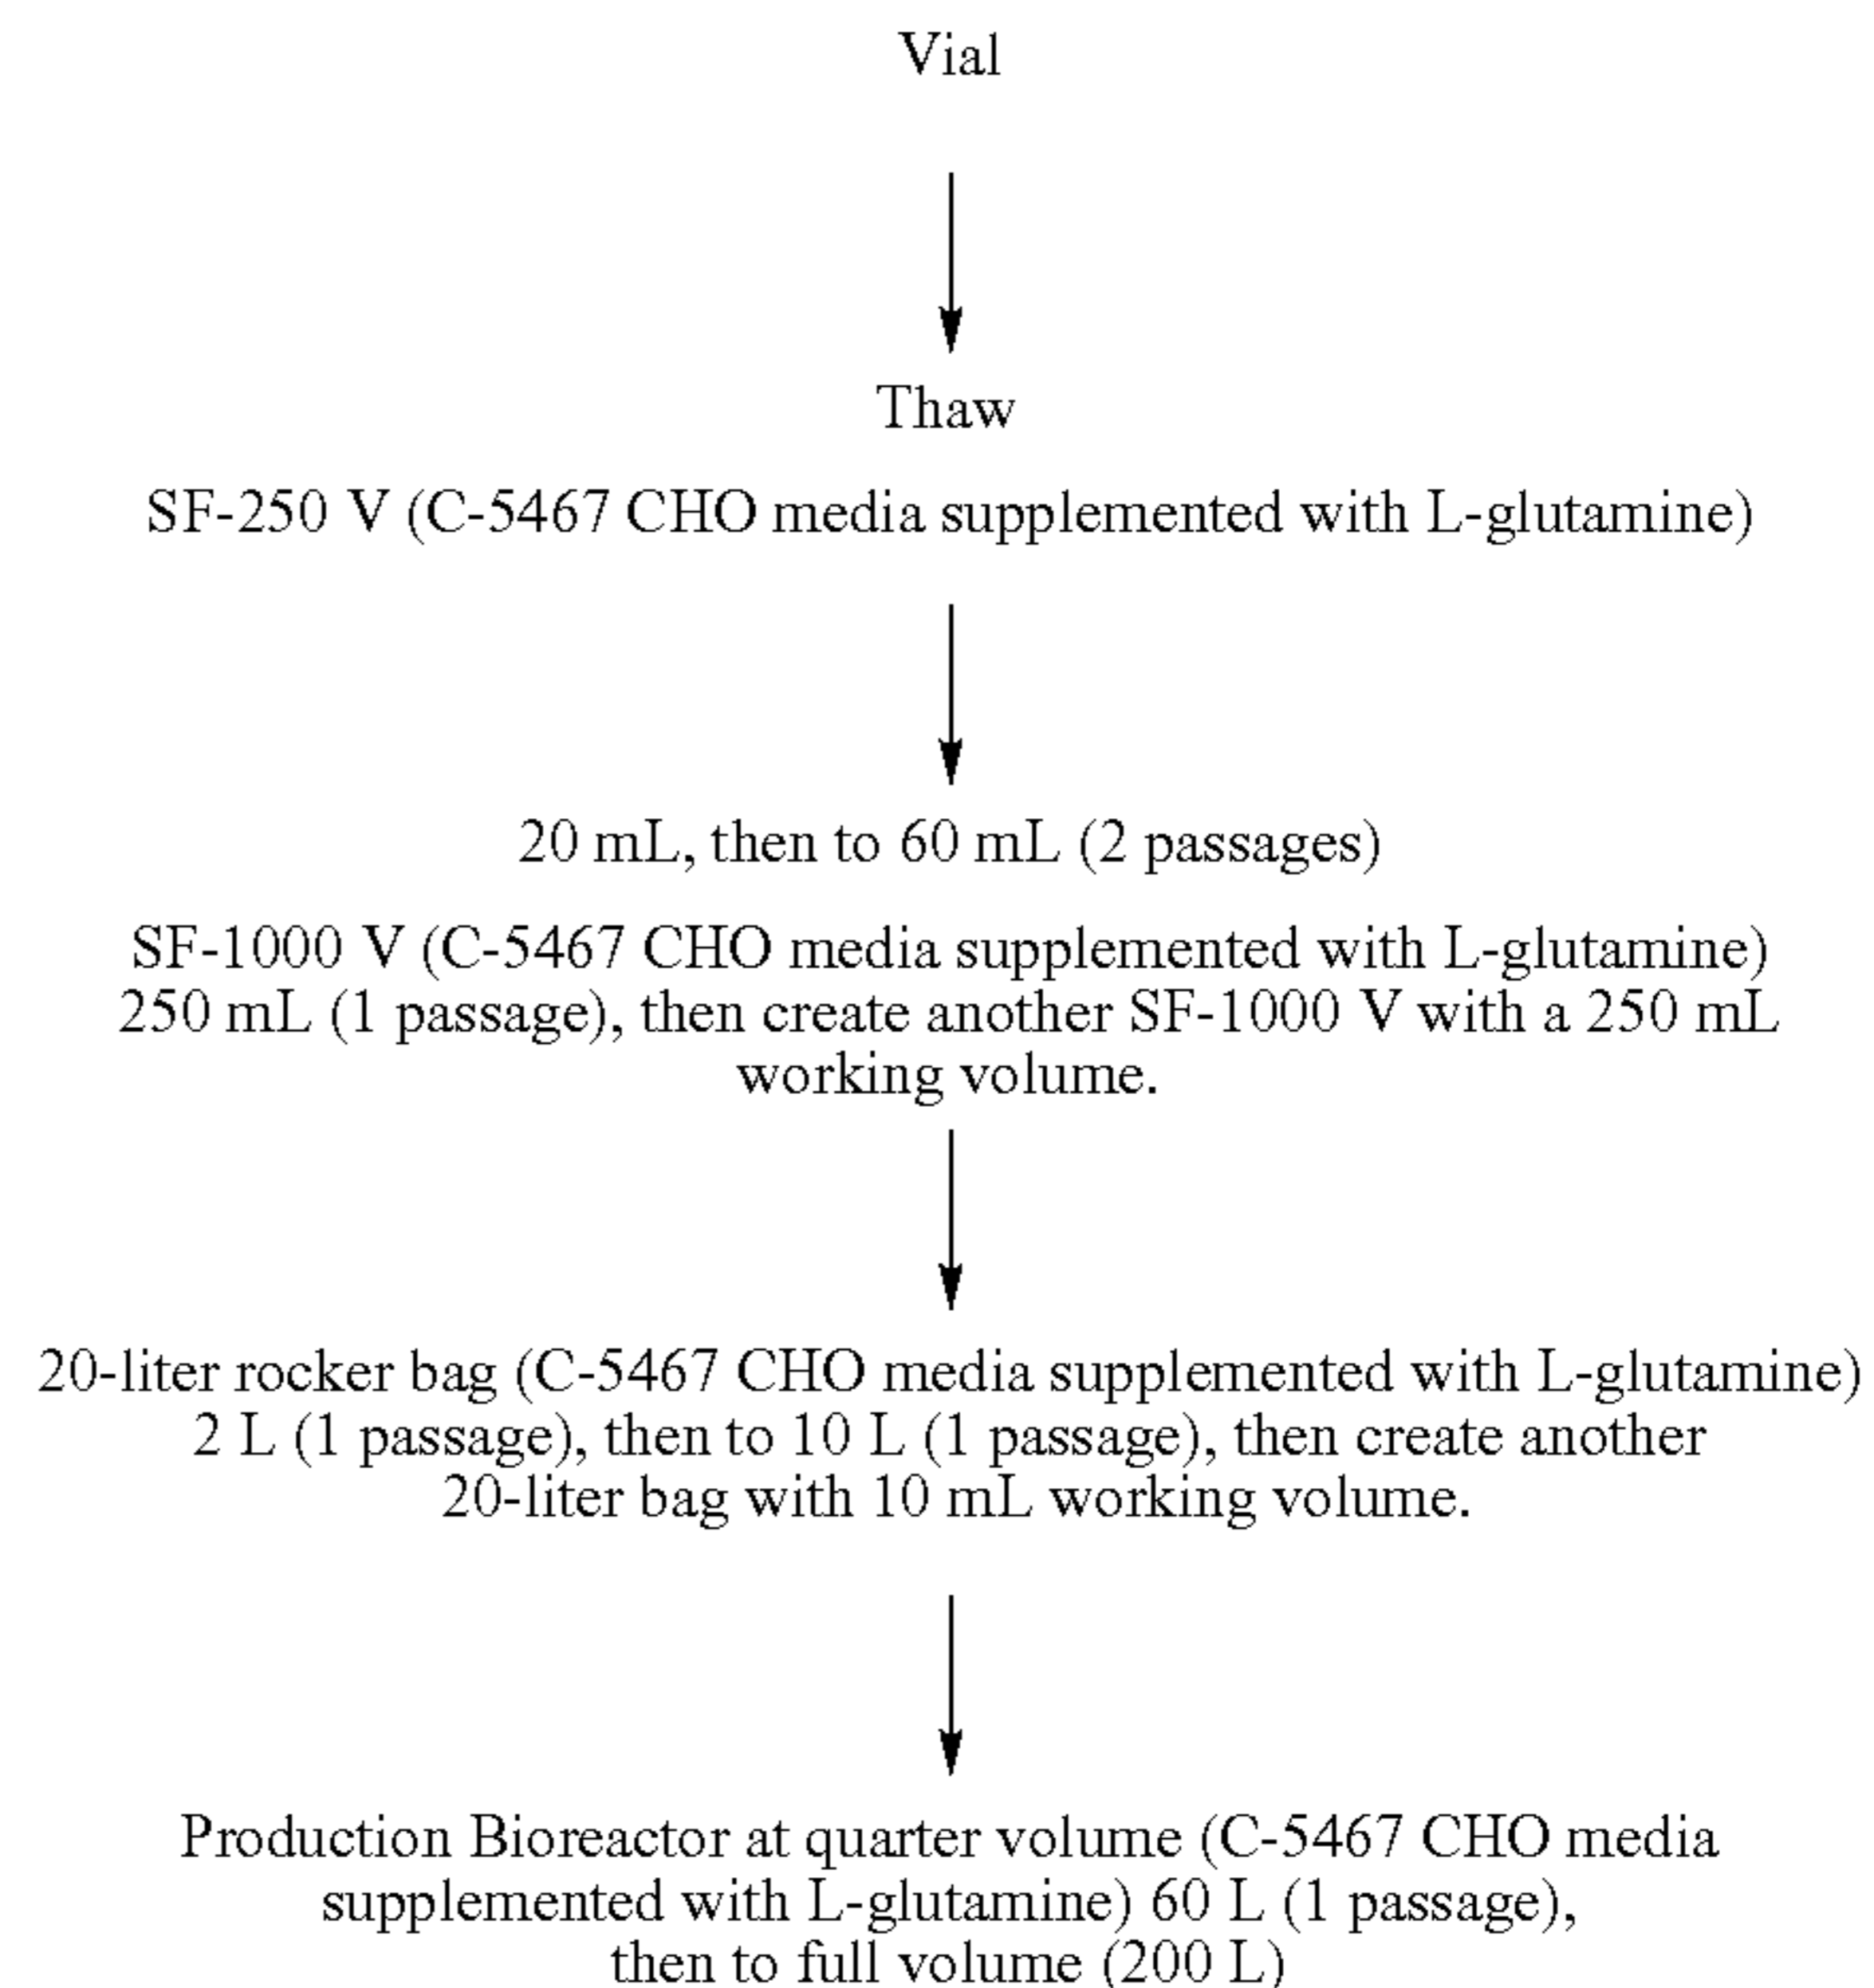 Vial
Thaw
SF-250 V (C-5467 CHO media supplemented with L-glutamine)
20 mL, then to 60 mL (2 passages)
SF-1000 V (C-5467 CHO media supplemented with L-glutamine)
250 mL (1 passage), then create another SF-1000 V with a 250 mL
working volume.
20-liter rocker bag (C-5467 CHO media supplemented with L-glutamine)
2 L (1 passage), then to 10 L (1 passage), then create another
20-liter bag with 10 mL working volume.
Production Bioreactor at quarter volume (C-5467 CHO media
supplemented with L-glutamine) 60 L (1 passage),
then to full volume (200 L)